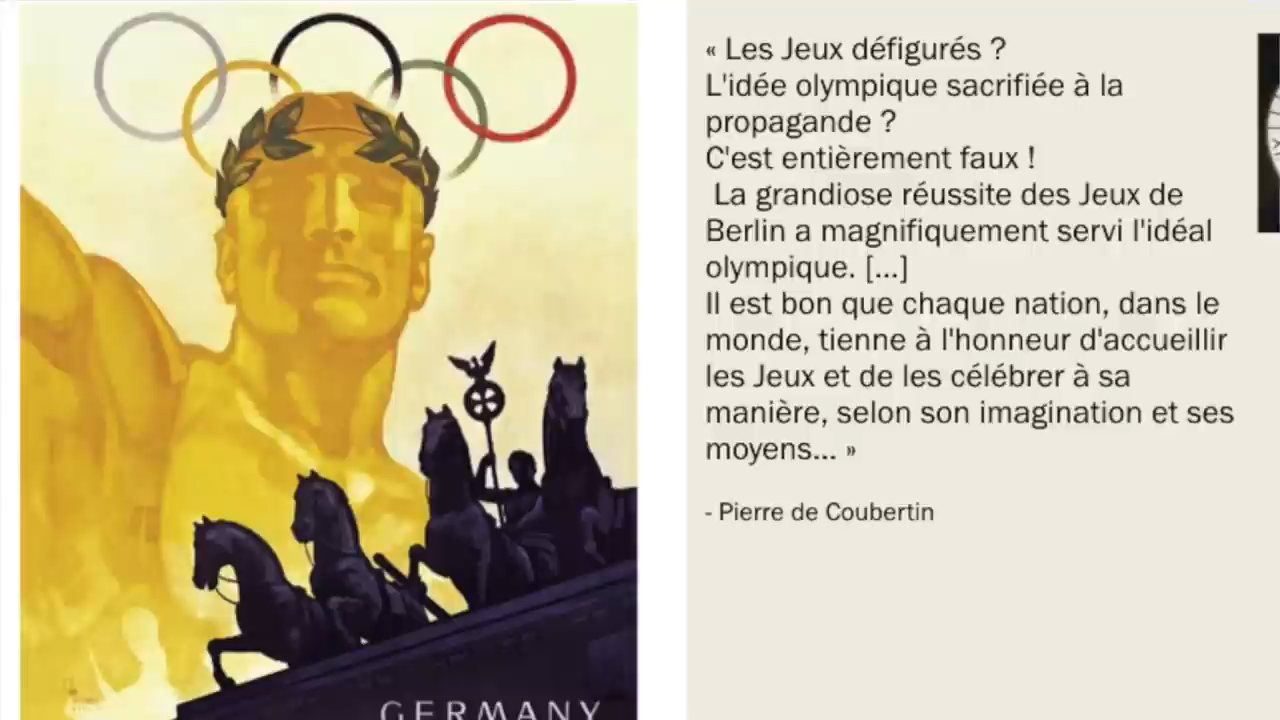 GERMANY
« Les Jeux défigurés ?
L'idée olympique sacrifiée à la
propagande ?
C'est entièrement faux !
La grandiose réussite des Jeux de
Berlin a magnifiquement servi l'idéal
olympique. [...]
Il est bon que chaque nation, dans le
monde, tienne à l'honneur d'accueillir
les Jeux et de les célébrer à sa
manière, selon son imagination et ses
moyens... »
- Pierre de Coubertin